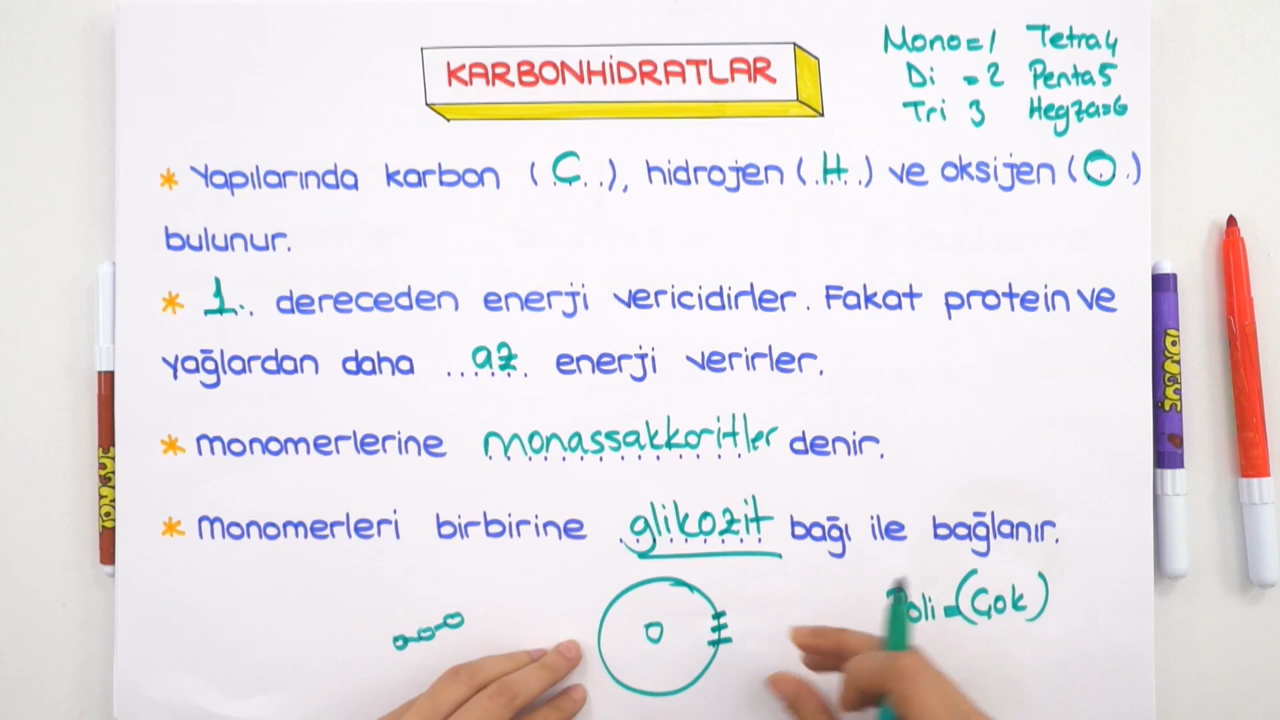 KARBONHİDRATLAR
Mono=1 Tetra4
Di = 2 Penta5
Tri 3 Hegza=6
* Yapılarında karbon (.C..), hidrojen (.H..) ve oksijen (O.)
bulunur.
* 1.. dereceden enerji vericidirler. Fakat protein ve
yağlardan daha ..az.. enerji verirler.
* Monomerlerine monassakkoritler denir.
* Monomerleri birbirine glikozit bağı ile bağlanır.
Poli=(Çok)